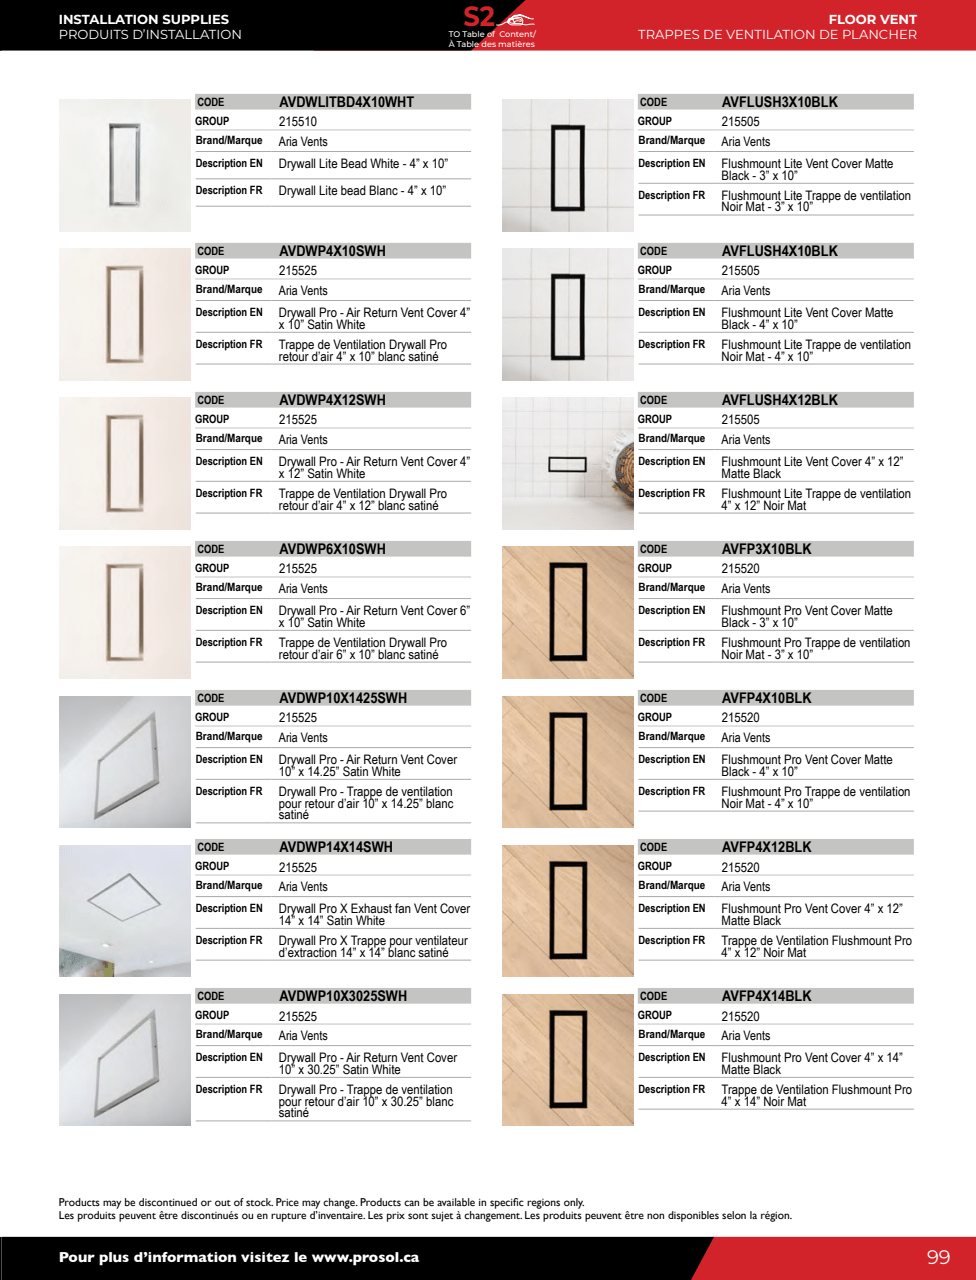 INSTALLATION SUPPLIES
PRODUITS D'INSTALLATION
S2
TO Table of Content/
À Table des matières
FLOOR VENT
TRAPPES DE VENTILATION DE PLANCHER
CODE AVDWLITBD4X10WHT
GROUP 215510
Brand/Marque Aria Vents
Description EN Drywall Lite Bead White - 4” x 10”
Description FR Drywall Lite bead Blanc - 4” x 10”
CODE AVDWP4X10SWH
GROUP 215525
Brand/Marque Aria Vents
Description EN Drywall Pro - Air Return Vent Cover 4”
x 10” Satin White
Description FR Trappe de Ventilation Drywall Pro
retour d’air 4” x 10” blanc satiné
CODE AVDWP4X12SWH
GROUP 215525
Brand/Marque Aria Vents
Description EN Drywall Pro - Air Return Vent Cover 4”
x 12” Satin White
Description FR Trappe de Ventilation Drywall Pro
retour d’air 4” x 12” blanc satiné
CODE AVDWP6X10SWH
GROUP 215525
Brand/Marque Aria Vents
Description EN Drywall Pro - Air Return Vent Cover 6”
x 10” Satin White
Description FR Trappe de Ventilation Drywall Pro
retour d’air 6” x 10” blanc satiné
CODE AVDWP10X1425SWH
GROUP 215525
Brand/Marque Aria Vents
Description EN Drywall Pro - Air Return Vent Cover
10” x 14.25” Satin White
Description FR Drywall Pro - Trappe de ventilation
pour retour d’air 10” x 14.25” blanc
satiné
CODE AVDWP14X14SWH
GROUP 215525
Brand/Marque Aria Vents
Description EN Drywall Pro X Exhaust fan Vent Cover
14” x 14” Satin White
Description FR Drywall Pro X Trappe pour ventilateur
d’extraction 14” x 14” blanc satiné
CODE AVDWP10X3025SWH
GROUP 215525
Brand/Marque Aria Vents
Description EN Drywall Pro - Air Return Vent Cover
10” x 30.25” Satin White
Description FR Drywall Pro - Trappe de ventilation
pour retour d’air 10” x 30.25” blanc
satiné
CODE AVFLUSH3X10BLK
GROUP 215505
Brand/Marque Aria Vents
Description EN Flushmount Lite Vent Cover Matte
Black - 3” x 10”
Description FR Flushmount Lite Trappe de ventilation
Noir Mat - 3” x 10”
CODE AVFLUSH4X10BLK
GROUP 215505
Brand/Marque Aria Vents
Description EN Flushmount Lite Vent Cover Matte
Black - 4” x 10”
Description FR Flushmount Lite Trappe de ventilation
Noir Mat - 4” x 10”
CODE AVFLUSH4X12BLK
GROUP 215505
Brand/Marque Aria Vents
Description EN Flushmount Lite Vent Cover 4” x 12”
Matte Black
Description FR Flushmount Lite Trappe de ventilation
4” x 12” Noir Mat
CODE AVFP3X10BLK
GROUP 215520
Brand/Marque Aria Vents
Description EN Flushmount Pro Vent Cover Matte
Black - 3” x 10”
Description FR Flushmount Pro Trappe de ventilation
Noir Mat - 3” x 10”
CODE AVFP4X10BLK
GROUP 215520
Brand/Marque Aria Vents
Description EN Flushmount Pro Vent Cover Matte
Black - 4” x 10”
Description FR Flushmount Pro Trappe de ventilation
Noir Mat - 4” x 10”
CODE AVFP4X12BLK
GROUP 215520
Brand/Marque Aria Vents
Description EN Flushmount Pro Vent Cover 4” x 12”
Matte Black
Description FR Trappe de Ventilation Flushmount Pro
4” x 12” Noir Mat
CODE AVFP4X14BLK
GROUP 215520
Brand/Marque Aria Vents
Description EN Flushmount Pro Vent Cover 4” x 14”
Matte Black
Description FR Trappe de Ventilation Flushmount Pro
4” x 14” Noir Mat
Products may be discontinued or out of stock. Price may change. Products can be available in specific regions only.
Les produits peuvent être discontinués ou en rupture d’inventaire. Les prix sont sujet à changement. Les produits peuvent être non disponibles selon la région.
Pour plus d’information visitez le www.prosol.ca
99